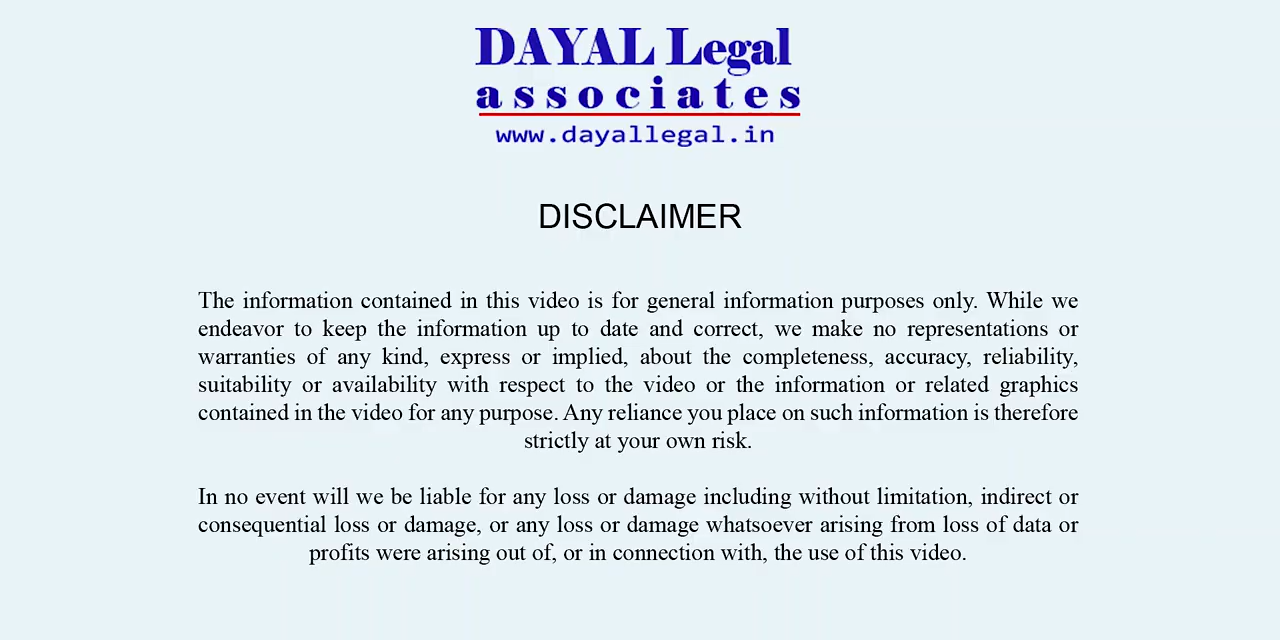 DAYAL Legal
associates
www.dayallegal.in
DISCLAIMER
The information contained in this video is for general information purposes only. While we
endeavor to keep the information up to date and correct, we make no representations or
warranties of any kind, express or implied, about the completeness, accuracy, reliability,
suitability or availability with respect to the video or the information or related graphics
contained in the video for any purpose. Any reliance you place on such information is therefore
strictly at your own risk.
In no event will we be liable for any loss or damage including without limitation, indirect or
consequential loss or damage, or any loss or damage whatsoever arising from loss of data or
profits were arising out of, or in connection with, the use of this video.